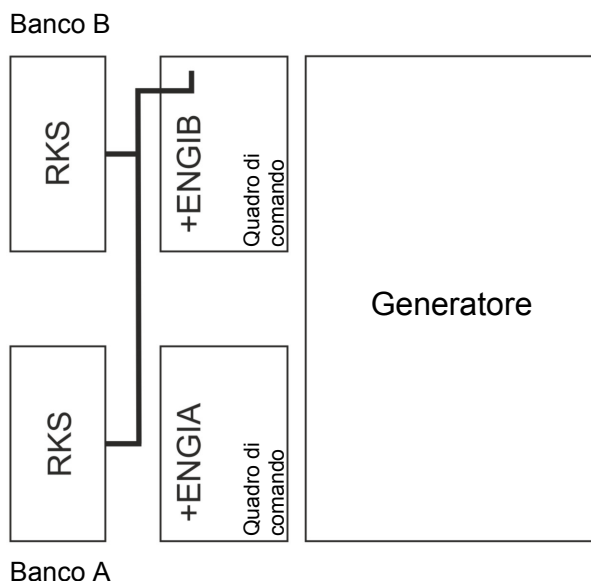 Banco B
RKS
+ENGIB
Quadro di
comando
Generatore
RKS
+ENGIA
Quadro di
comando
Banco A